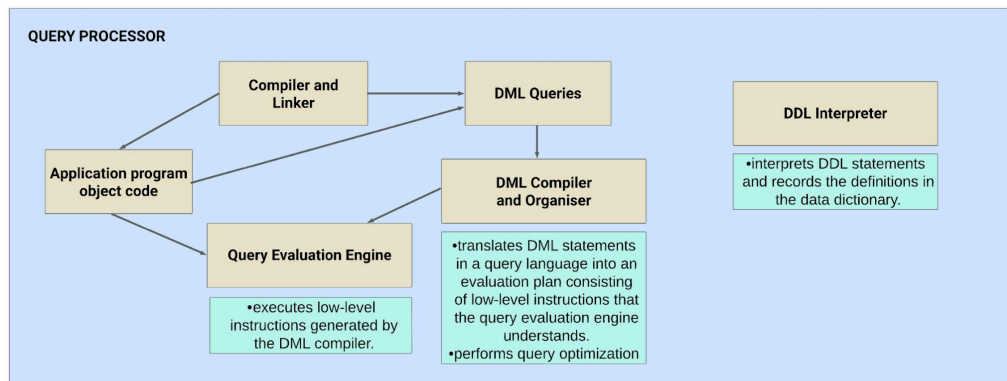 QUERY PROCESSOR
Compiler and
Linker
DML Queries
DDL Interpreter
•interprets DDL statements
and records the definitions in
the data dictionary.
Application program
object code
DML Compiler
and Organiser
Query Evaluation Engine
•translates DML statements
in a query language into an
evaluation plan consisting
of low-level instructions that
the query evaluation engine
understands.
•performs query optimization
•executes low-level
instructions generated by
the DML compiler.